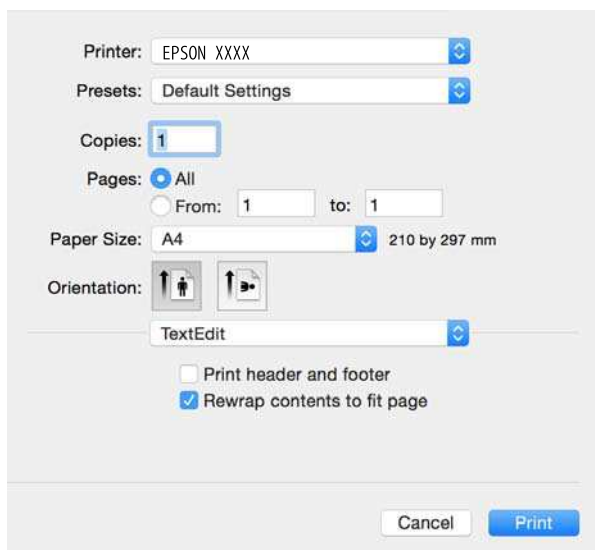 Printer: EPSON XXXX
Presets: Default Settings
Copies: 1
Pages: All
From: 1 to: 1
Paper Size: A4 210 by 297 mm
Orientation:
TextEdit
Print header and footer
Rewrap contents to fit page
Cancel Print